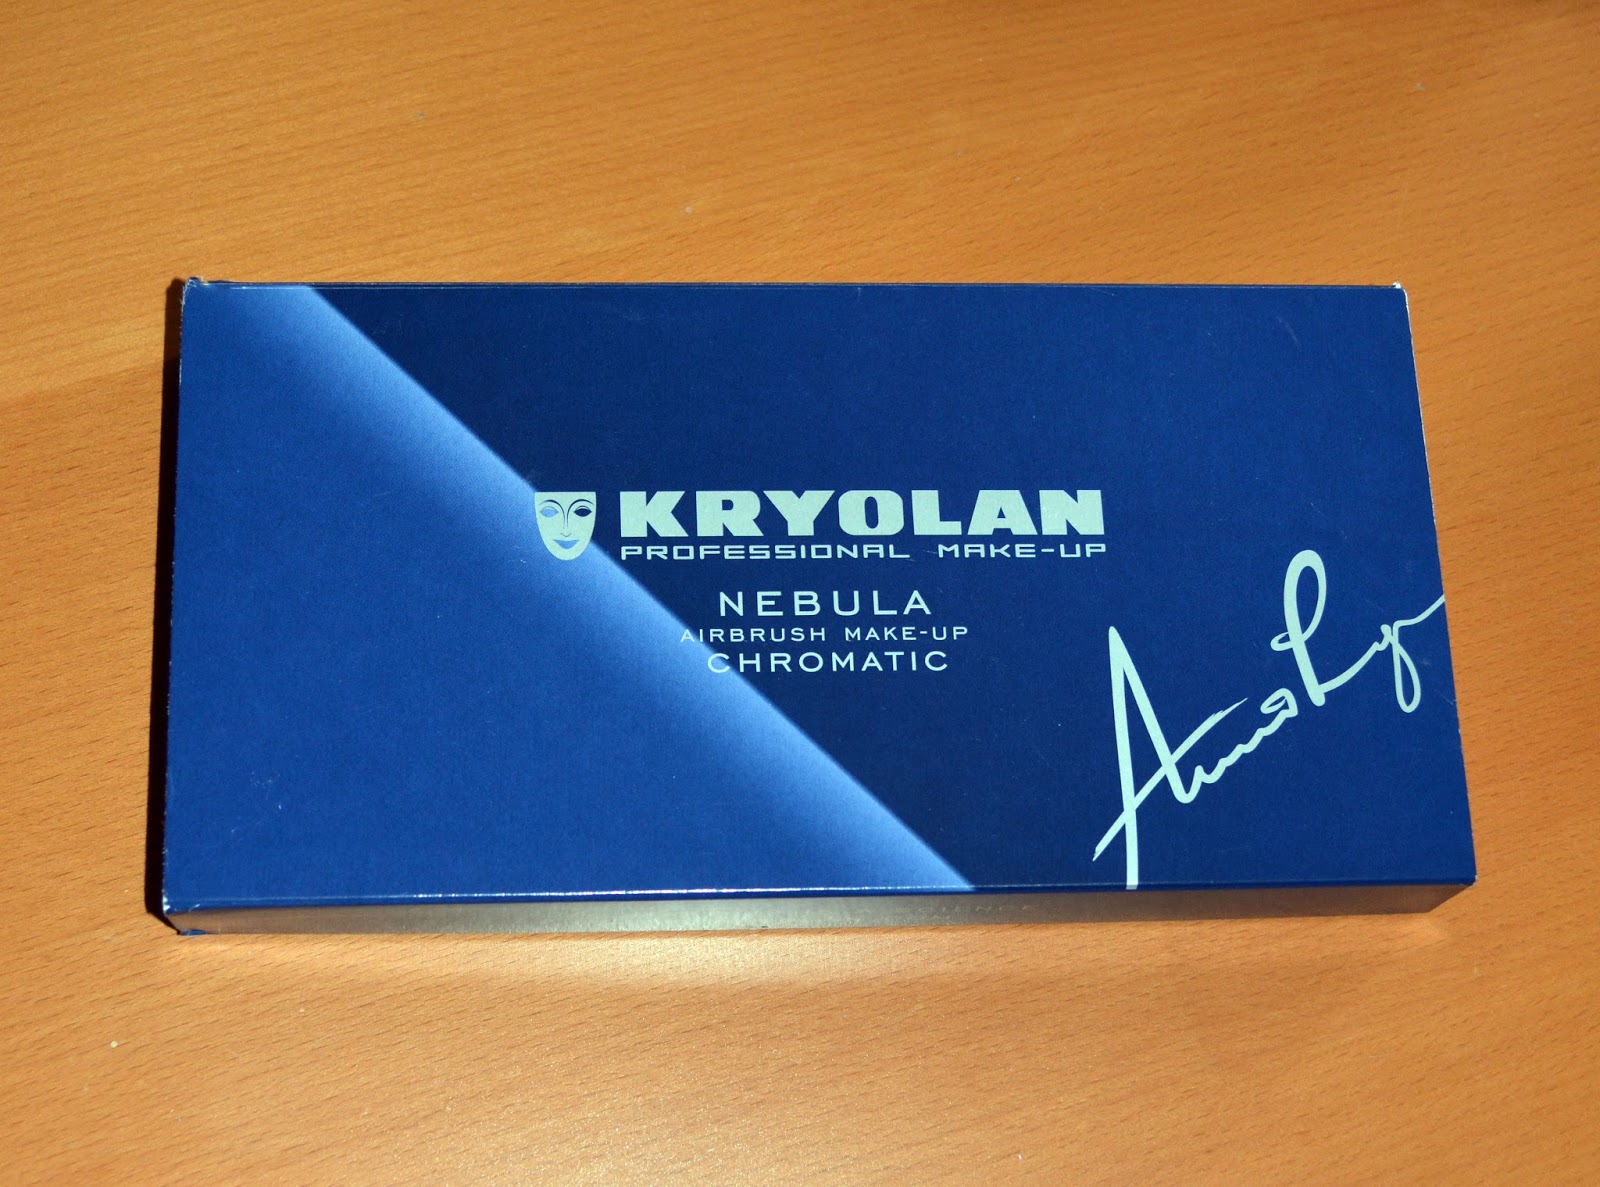 KRYOLAN
PROFESSIONAL MAKE-UP
NEBULA
AIRBRUSH MAKE-UP
CHROMATIC